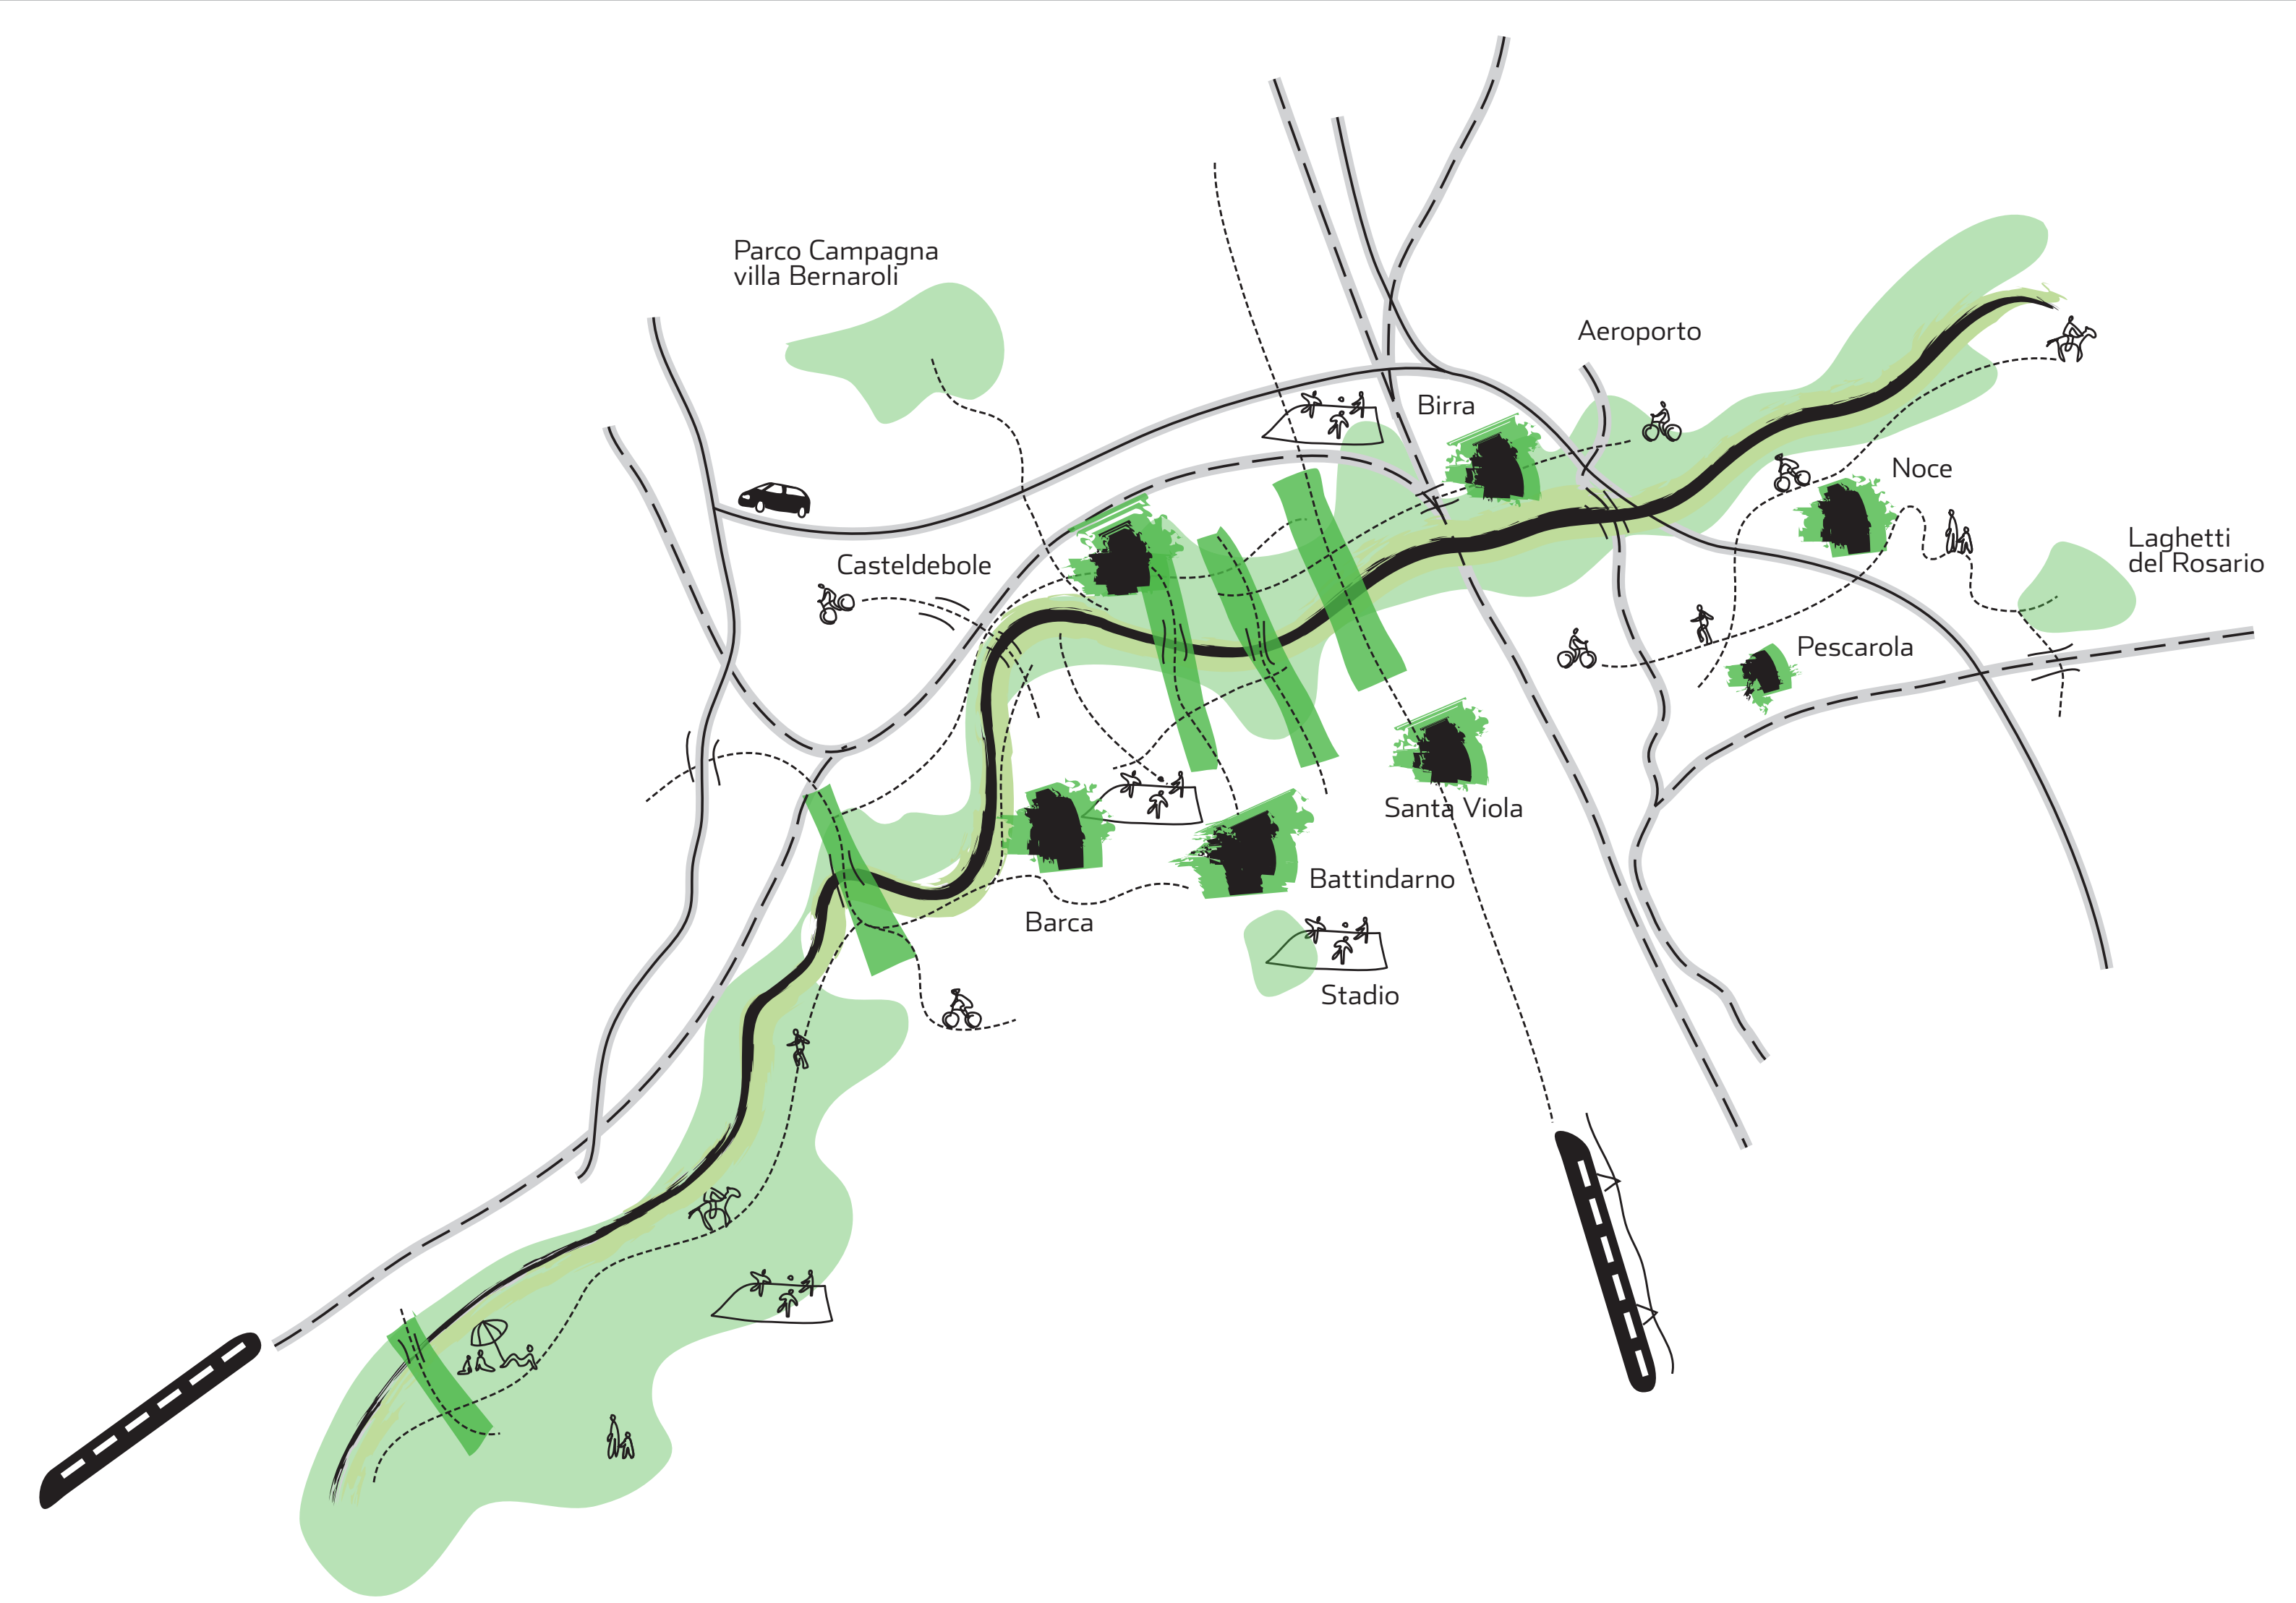 Parco Campagna
villa Bernaroli
Aeroporto
Birra
Noce
Laghetti
del Rosario
Casteldebole
Pescarola
Santa Viola
Battindarno
Barca
Stadio